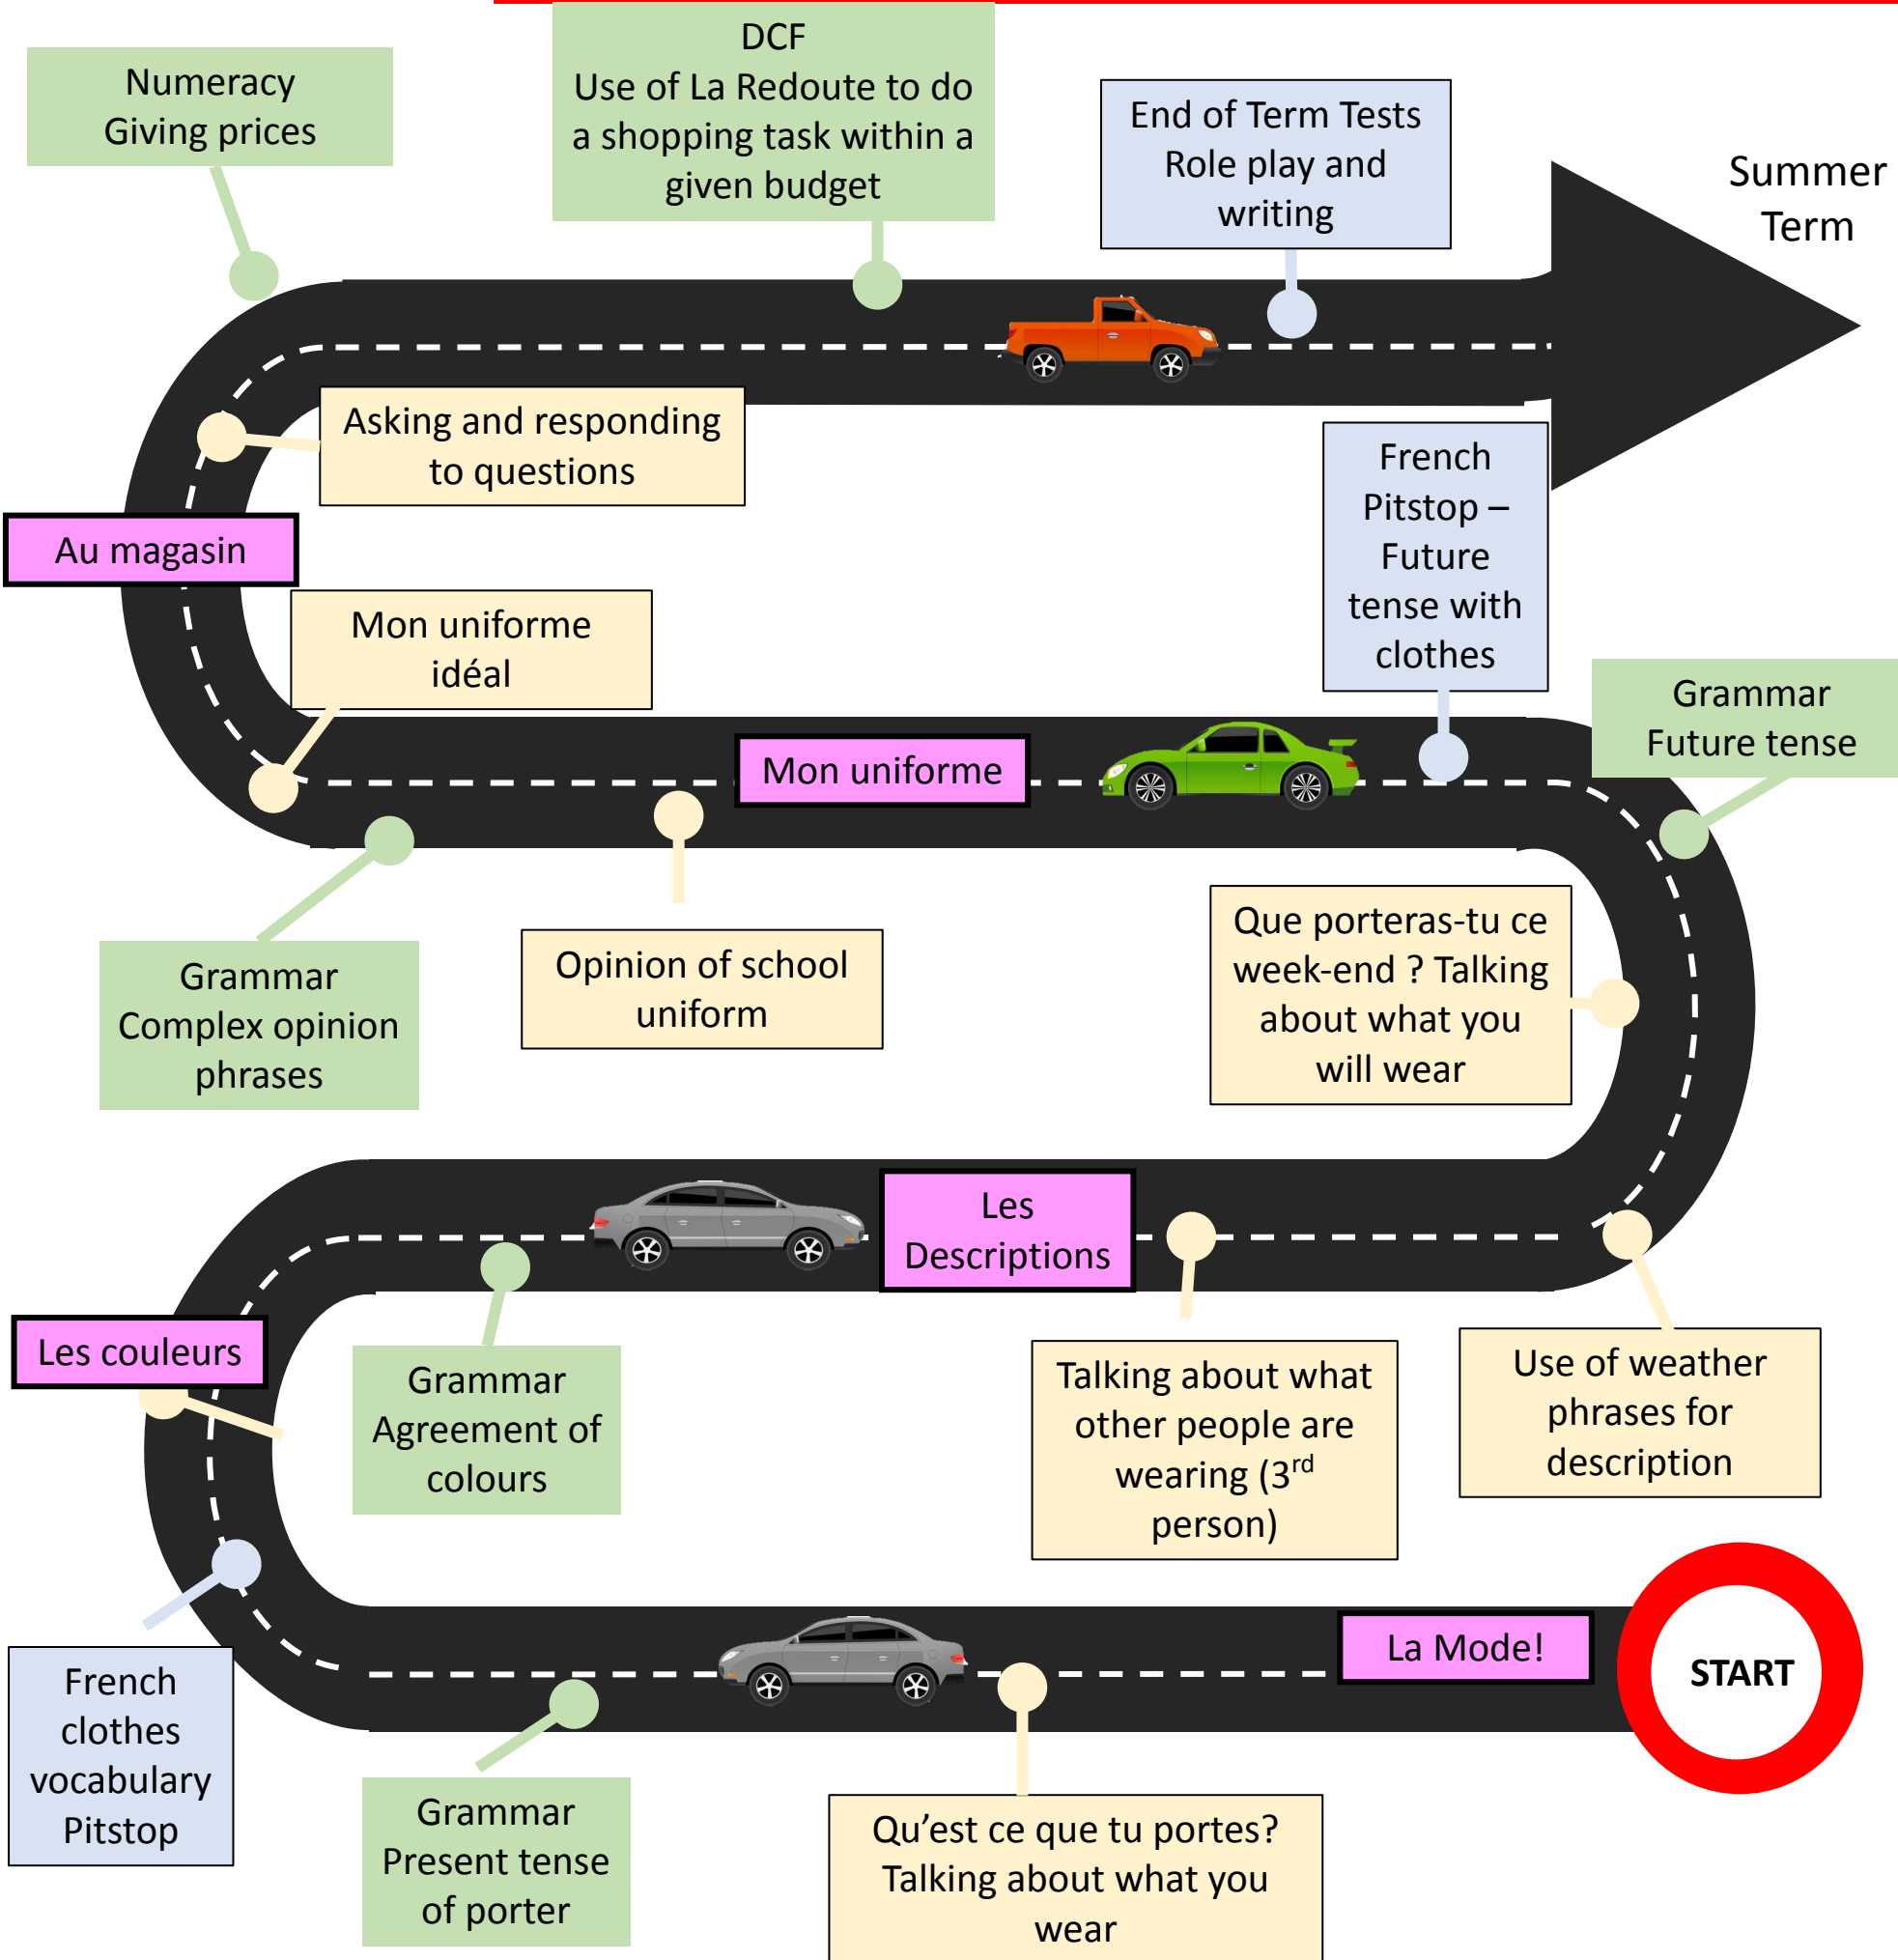 DCF
Use of La Redoute to do
a shopping task within a
given budget
Numeracy
Giving prices
End of Term Tests
Role play and
writing
Summer
Term
Asking and responding
to questions
French
Pitstop –
Future
tense with
clothes
Au magasin
Mon uniforme
idéal
Grammar
Future tense
Mon uniforme
Que porteras-tu ce
week-end ? Talking
about what you
will wear
Opinion of school
uniform
Grammar
Complex opinion
phrases
Les
Descriptions
Les couleurs
Grammar
Agreement of
colours
Talking about what
other people are
wearing (3rd
person)
Use of weather
phrases for
description
La Mode!
START
French
clothes
vocabulary
Pitstop
Grammar
Present tense
of porter
Qu'est ce que tu portes?
Talking about what you
wear